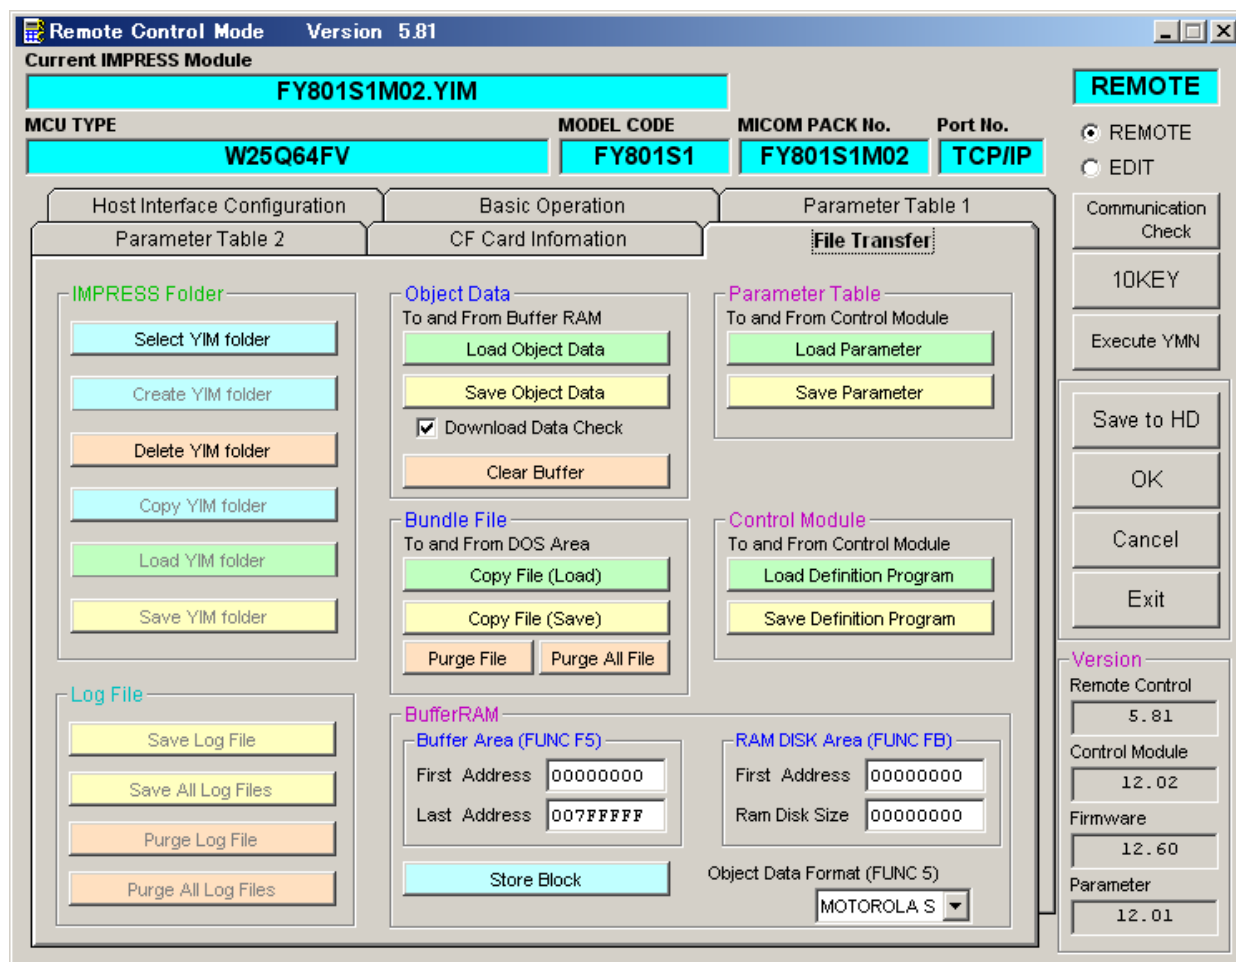 Remote Control Mode Version 5.81
Current IMPRESS Module
FY801S1M02.YIM
REMOTE
MCU TYPE
MODEL CODE
MICOM PACK No.
Port No.
W25Q64FV
FY801S1
FY801S1M02
TCP/IP
REMOTE
EDIT
Host Interface Configuration
Basic Operation
Parameter Table 1
Parameter Table 2
CF Card Infomation
File Transfer
IMPRESS Folder
Select YIM folder
Create YIM folder
Delete YIM folder
Copy YIM folder
Load YIM folder
Save YIM folder
Log File
Save Log File
Save All Log Files
Purge Log File
Purge All Log Files
Object Data
To and From Buffer RAM
Load Object Data
Save Object Data
Download Data Check
Clear Buffer
Bundle File
To and From DOS Area
Copy File (Load)
Copy File (Save)
Purge File
Purge All File
Parameter Table
To and From Control Module
Load Parameter
Save Parameter
Control Module
To and From Control Module
Load Definition Program
Save Definition Program
BufferRAM
Buffer Area (FUNC F5)
First Address 00000000
Last Address 007FFFFF
RAM DISK Area (FUNC FB)
First Address 00000000
Ram Disk Size 00000000
Store Block
Object Data Format (FUNC 5)
MOTOROLA S
Communication
Check
10KEY
Execute YMN
Save to HD
OK
Cancel
Exit
Version
Remote Control
5.81
Control Module
12.02
Firmware
12.60
Parameter
12.01